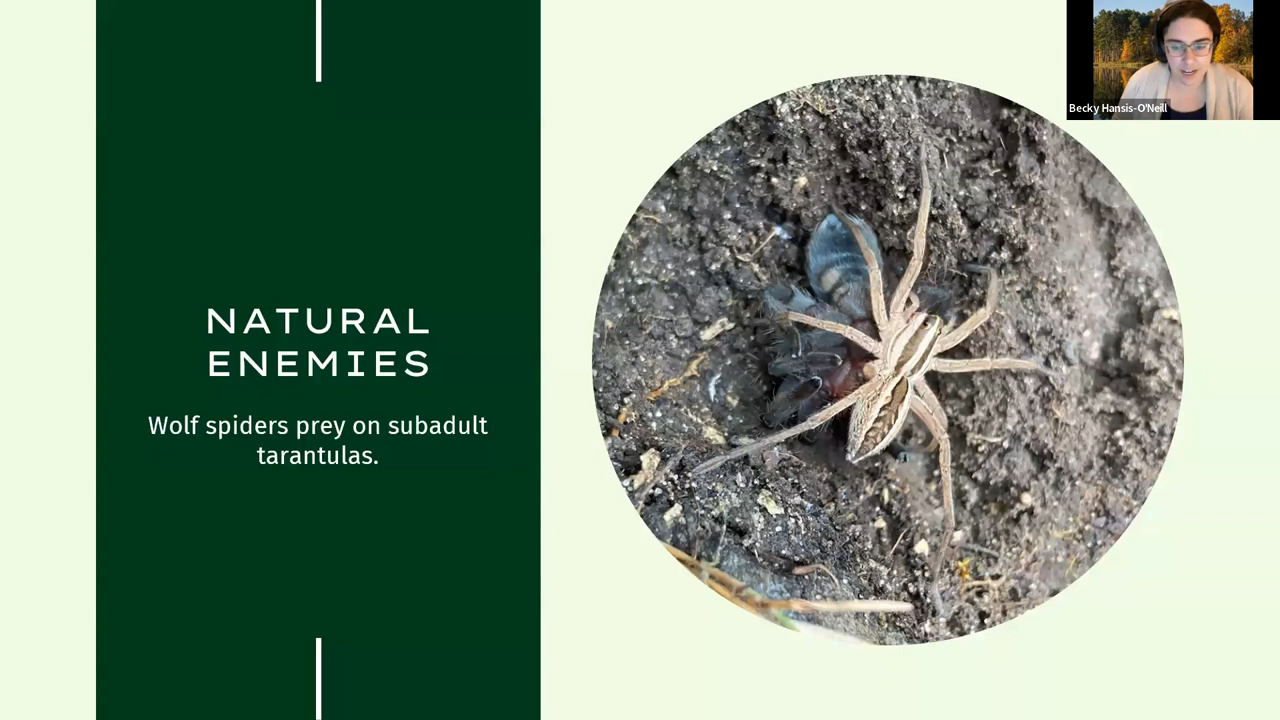 NATURAL
ENEMIES
Wolf spiders prey on subadult
tarantulas.
Becky Hansis-O'Neill